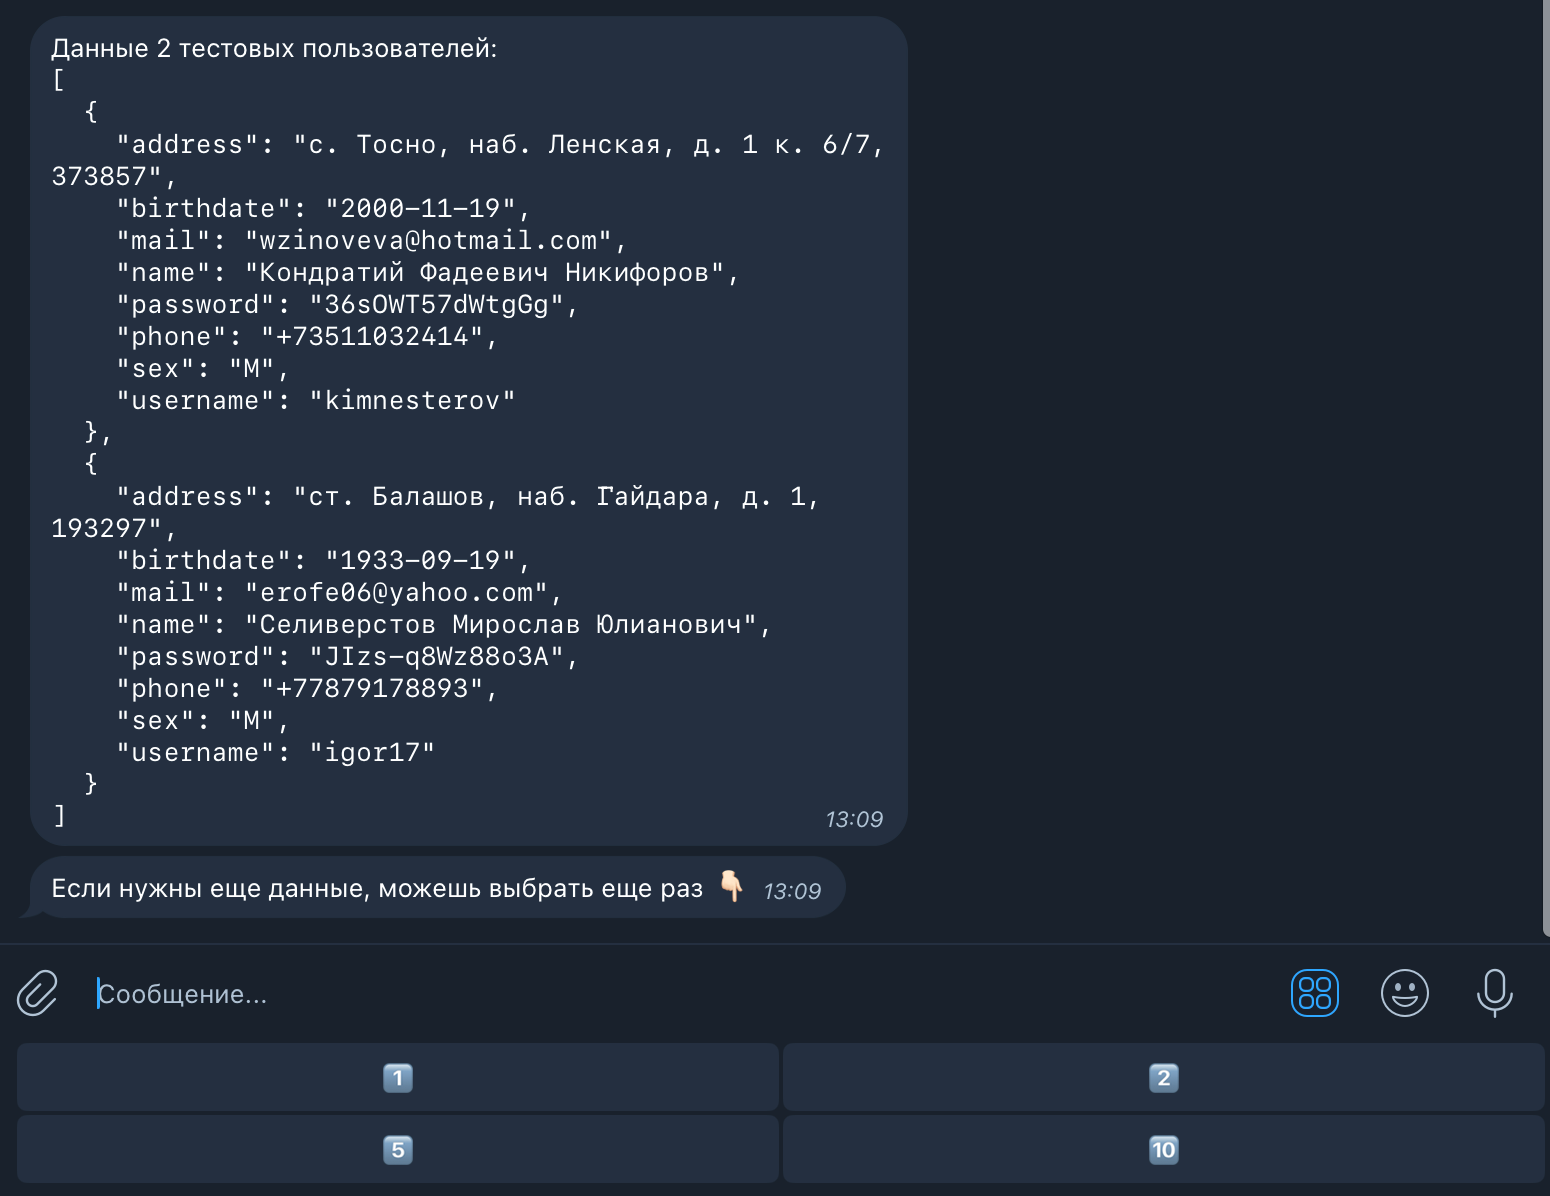 Данные 2 тестовых пользователей:
[
  {
    "address": "с. Тосно, наб. Ленская, д. 1 к. 6/7,
373857",
    "birthdate": "2000-11-19",
    "mail": "wzinoveva@hotmail.com",
    "name": "Кондратий Фадеевич Никифоров",
    "password": "36sOWT57dWtgGg",
    "phone": "+73511032414",
    "sex": "M",
    "username": "kimnesterov"
  },
  {
    "address": "ст. Балашов, наб. Гайдара, д. 1,
193297",
    "birthdate": "1933-09-19",
    "mail": "erofe06@yahoo.com",
    "name": "Селиверстов Мирослав Юлианович",
    "password": "JIzs-q8Wz88o3A",
    "phone": "+77879178893",
    "sex": "M",
    "username": "igor17"
  }
]
13:09
Если нужны еще данные, можешь выбрать еще раз 👇🏻 13:09
Сообщение...
1 2
5 10